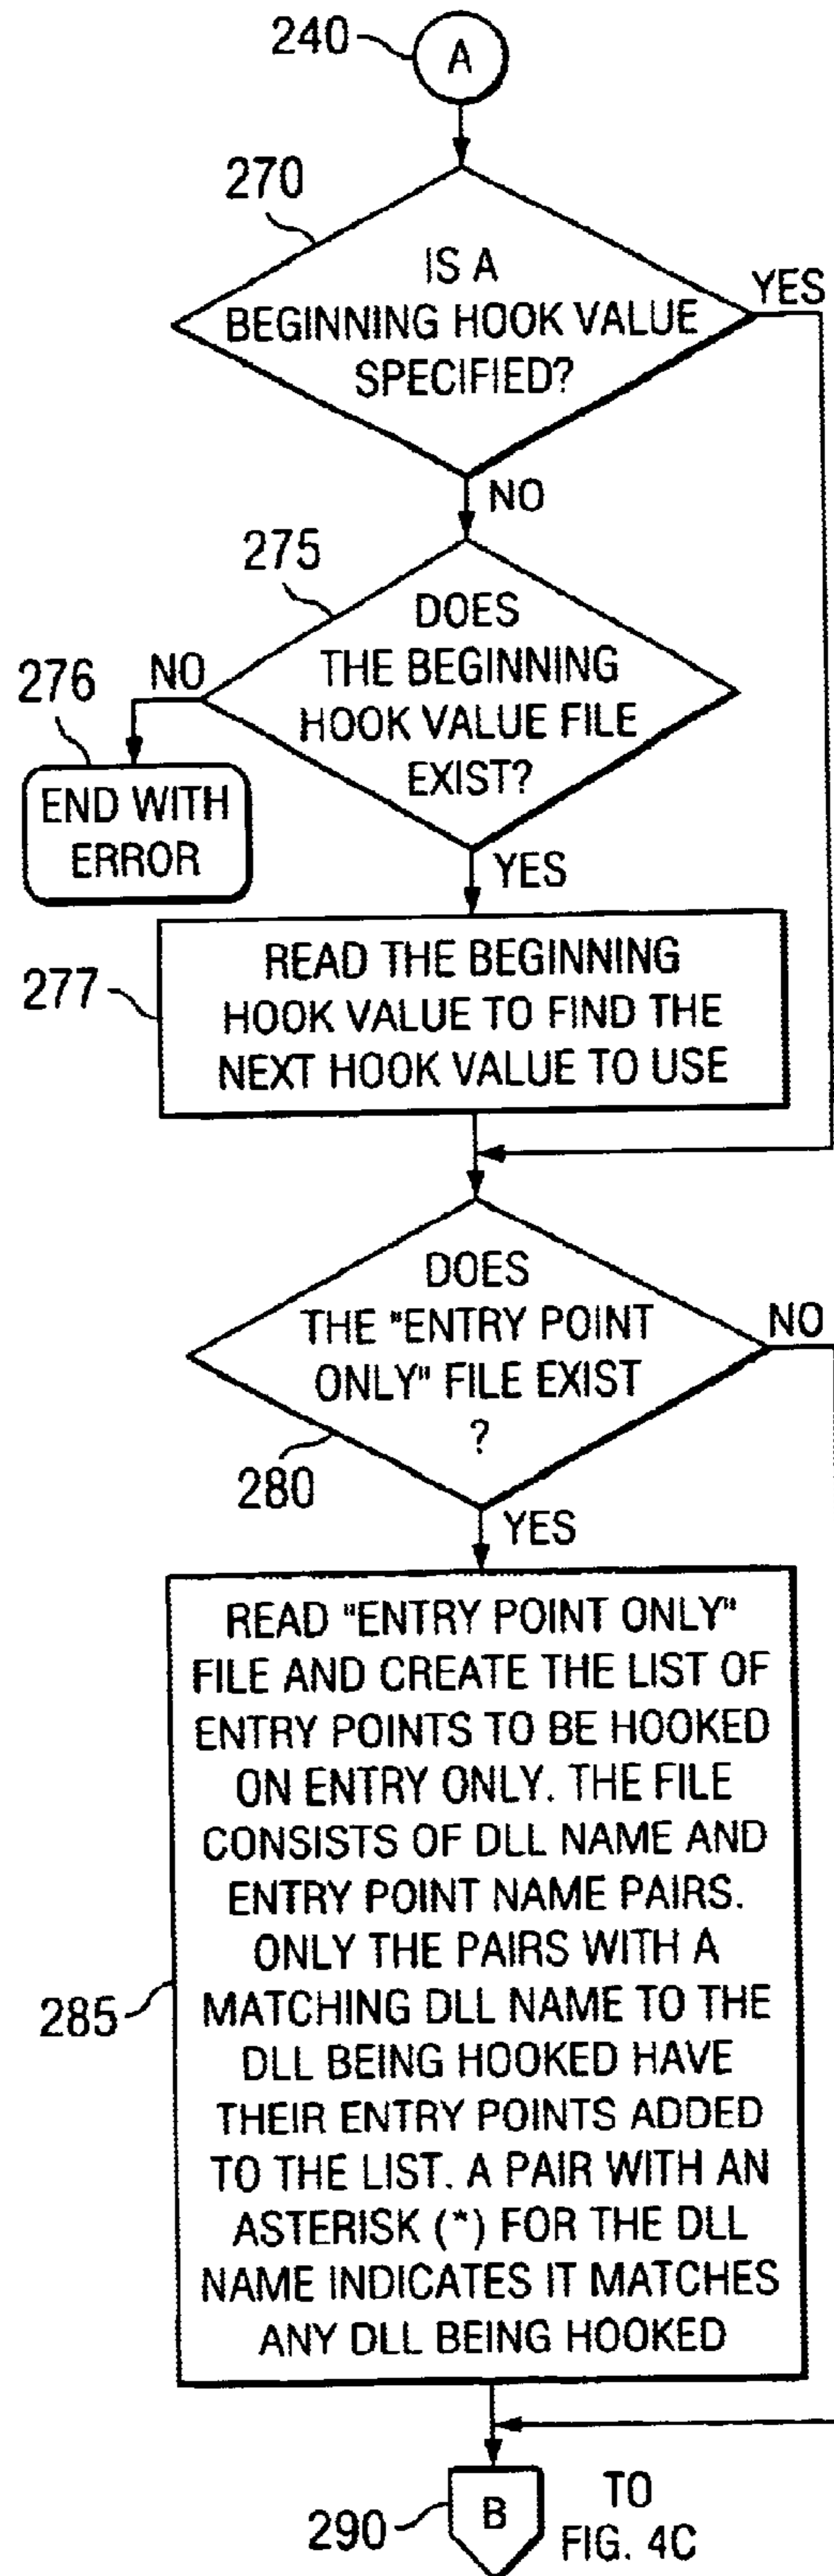 240
A
270
IS A
BEGINNING HOOK VALUE
SPECIFIED?
YES
NO
275
DOES
THE BEGINNING
HOOK VALUE FILE
EXIST?
NO
276
END WITH
ERROR
YES
277
READ THE BEGINNING
HOOK VALUE TO FIND THE
NEXT HOOK VALUE TO USE
DOES
THE "ENTRY POINT
ONLY" FILE EXIST
?
NO
280
YES
READ "ENTRY POINT ONLY"
FILE AND CREATE THE LIST OF
ENTRY POINTS TO BE HOOKED
ON ENTRY ONLY. THE FILE
CONSISTS OF DLL NAME AND
ENTRY POINT NAME PAIRS.
ONLY THE PAIRS WITH A
MATCHING DLL NAME TO THE
DLL BEING HOOKED HAVE
THEIR ENTRY POINTS ADDED
TO THE LIST. A PAIR WITH AN
ASTERISK (*) FOR THE DLL
NAME INDICATES IT MATCHES
ANY DLL BEING HOOKED
285
290
B
TO
FIG. 4C